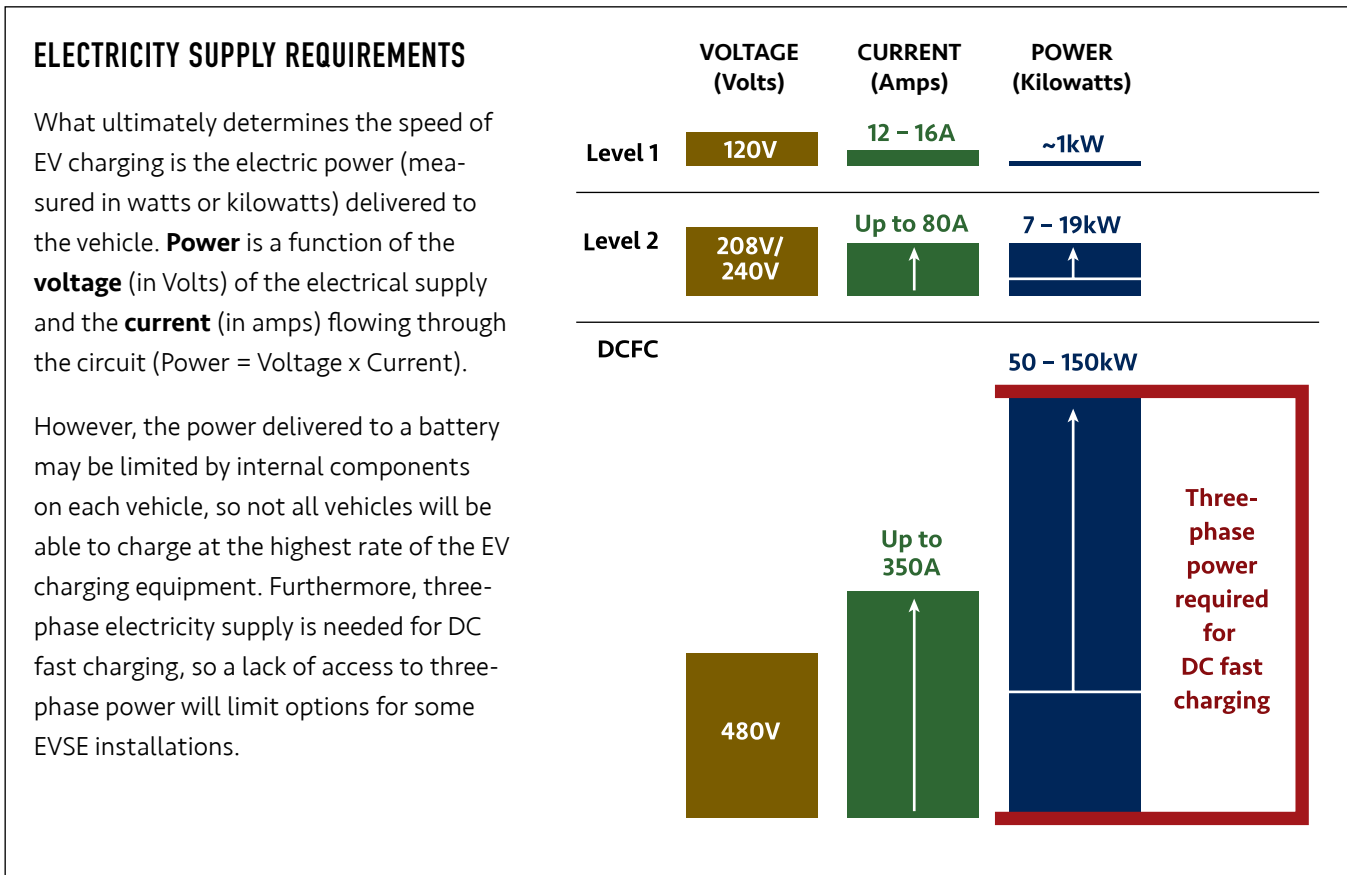 ELECTRICITY SUPPLY REQUIREMENTS
What ultimately determines the speed of
EV charging is the electric power (mea-
sured in watts or kilowatts) delivered to
the vehicle. Power is a function of the
voltage (in Volts) of the electrical supply
and the current (in amps) flowing through
the circuit (Power = Voltage x Current).
However, the power delivered to a battery
may be limited by internal components
on each vehicle, so not all vehicles will be
able to charge at the highest rate of the EV
charging equipment. Furthermore, three-
phase electricity supply is needed for DC
fast charging, so a lack of access to three-
phase power will limit options for some
EVSE installations.
VOLTAGE
(Volts)
CURRENT
(Amps)
POWER
(Kilowatts)
Level 1
120V
12 – 16A
~1kW
Level 2
208V/
240V
Up to 80A
7 – 19kW
DCFC
480V
Up to
350A
50 – 150kW
Three-
phase
power
required
for
DC fast
charging